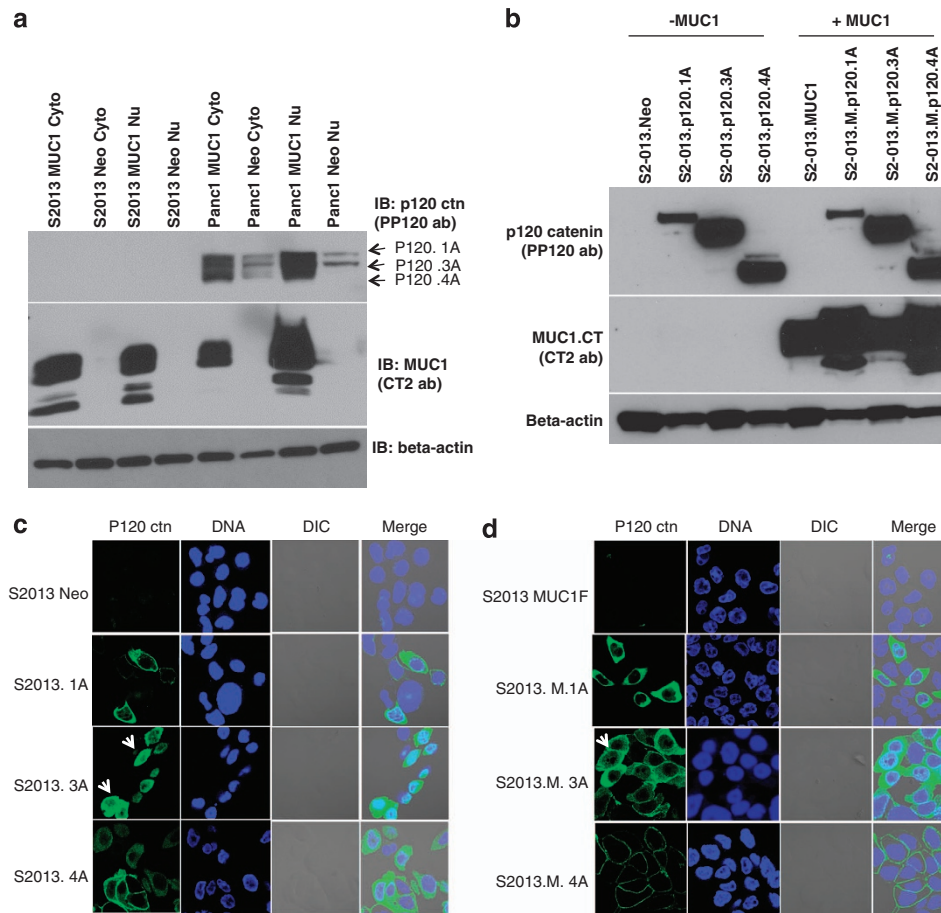 a
S2013 MUC1 Cyto
S2013 Neo Cyto
S2013 MUC1 Nu
S2013 Neo Nu
Panc1 MUC1 Cyto
Panc1 Neo Cyto
Panc1 MUC1 Nu
Panc1 Neo Nu
IB: p120 ctn
(PP120 ab)
P120. 1A
P120 .3A
P120 .4A
IB: MUC1
(CT2 ab)
IB: beta-actin
b
-MUC1
+ MUC1
S2-013.Neo
S2-013.p120.1A
S2-013.p120.3A
S2-013.p120.4A
S2-013.MUC1
S2-013.M.p120.1A
S2-013.M.p120.3A
S2-013.M.p120.4A
p120 catenin
(PP120 ab)
MUC1.CT
(CT2 ab)
Beta-actin
c
P120 ctn
DNA
DIC
Merge
S2013 Neo
S2013. 1A
S2013. 3A
S2013. 4A
d
P120 ctn
DNA
DIC
Merge
S2013 MUC1F
S2013. M.1A
S2013.M. 3A
S2013.M. 4A